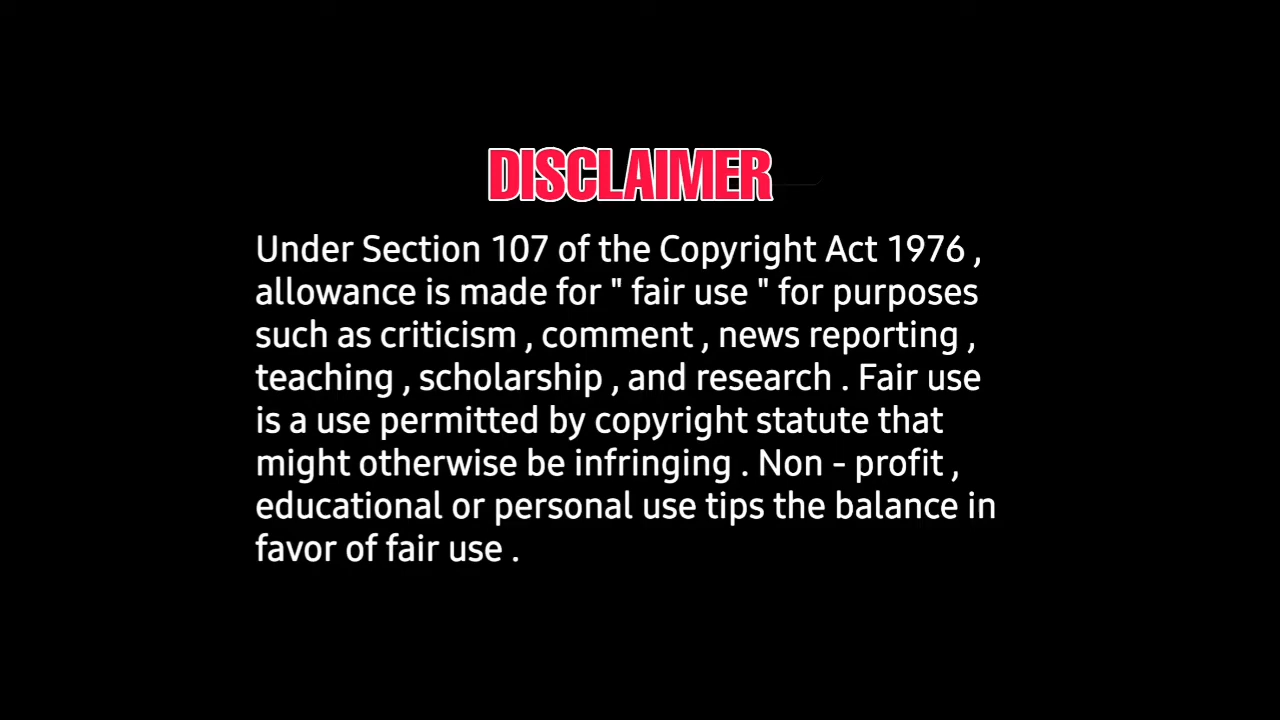 DISCLAIMER
Under Section 107 of the Copyright Act 1976 ,
allowance is made for " fair use " for purposes
such as criticism , comment , news reporting ,
teaching , scholarship , and research . Fair use
is a use permitted by copyright statute that
might otherwise be infringing . Non - profit ,
educational or personal use tips the balance in
favor of fair use .